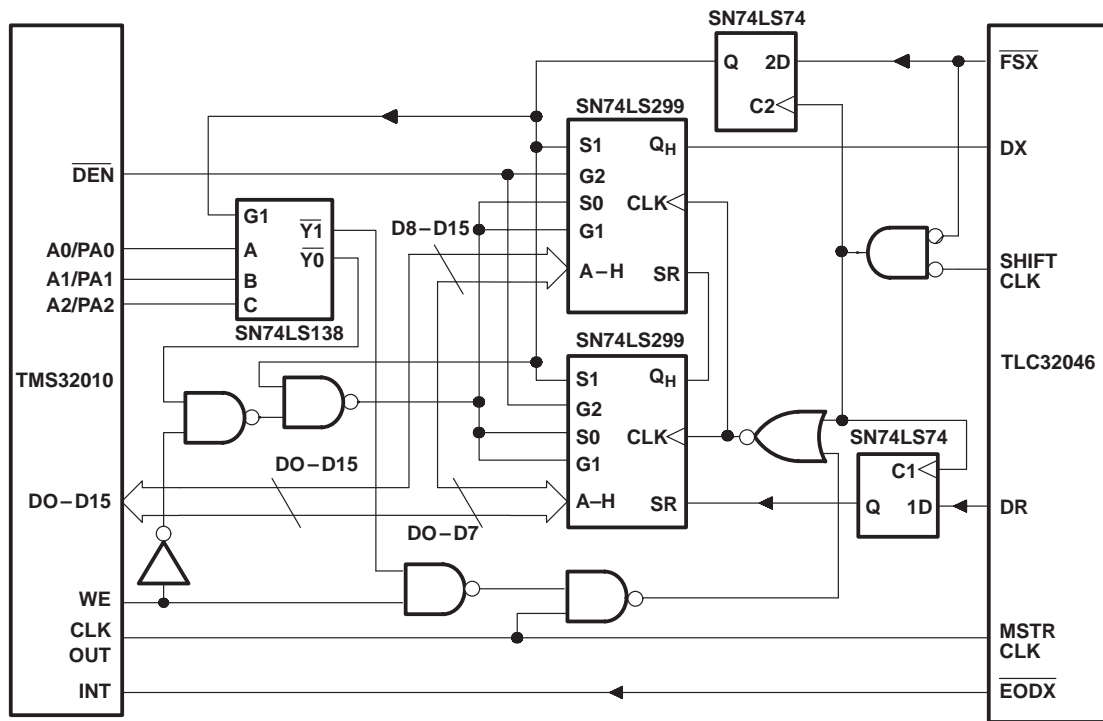 SN74LS74
Q 2D
C2
FSX
SN74LS299
S1 QH
G2
S0 CLK
G1
A–H SR
DX
DEN
G1 Y1
A Y0
B
C
A0/PA0
A1/PA1
A2/PA2
SN74LS138
D8–D15
SHIFT
CLK
SN74LS299
S1 QH
G2
S0 CLK
G1
A–H SR
TMS32010
TLC32046
SN74LS74
C1
Q 1D
DR
DO–D15
DO–D15
DO–D7
WE
CLK
OUT
MSTR
CLK
INT
EODX